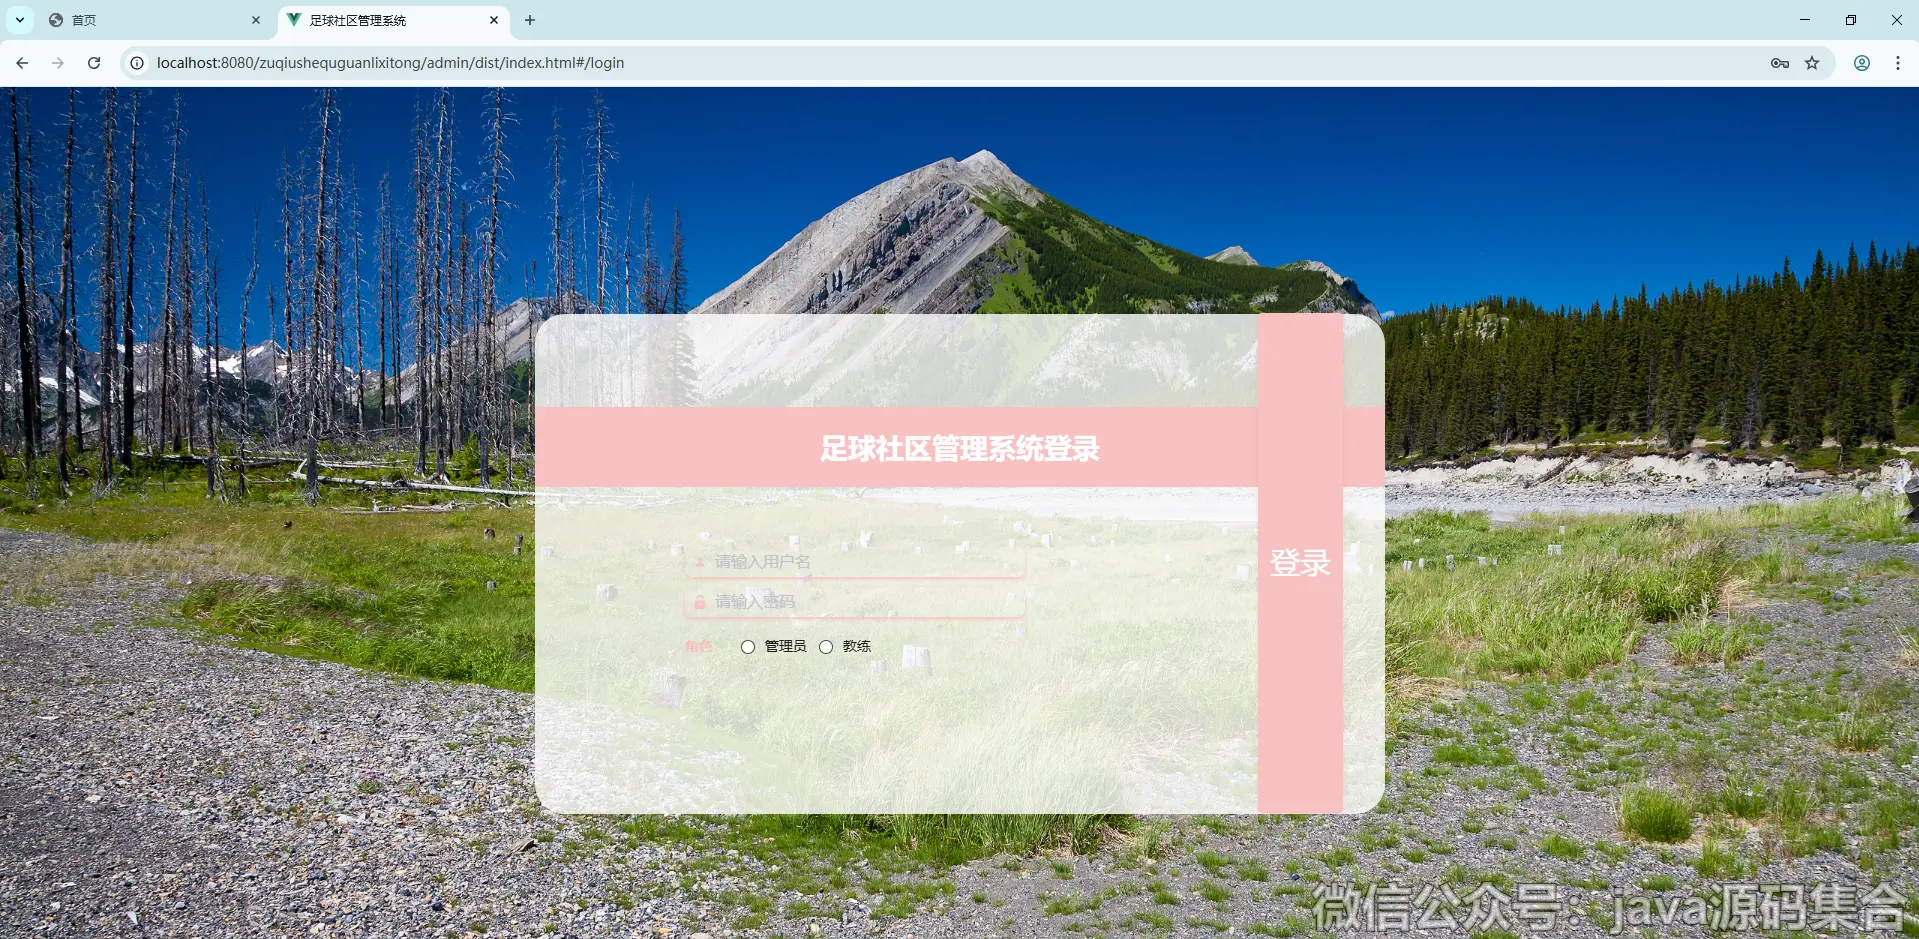 首页
足球社区管理系统
localhost:8080/zuqiushequguanlixitong/admin/dist/index.html#/login
足球社区管理系统登录
请输入用户名
请输入密码
角色 管理员 教练
登录
微信公众号：java源码集合